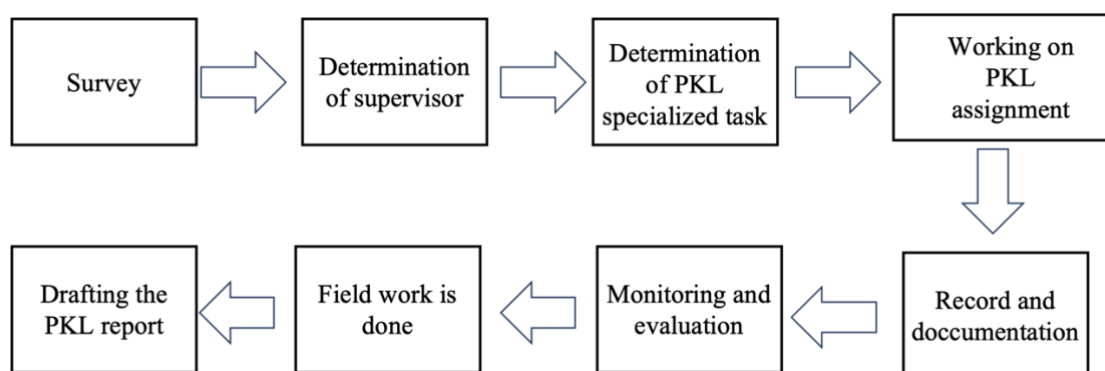 Survey
Determination
of supervisor
Determination
of PKL
specialized task
Working on
PKL
assignment
Record and
doccumentation
Monitoring and
evaluation
Field work is
done
Drafting the
PKL report